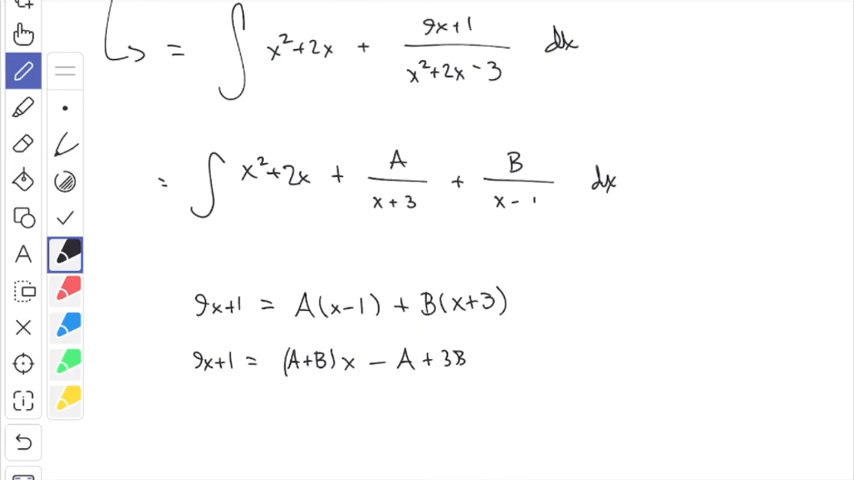 = ∫ x²+2x + (9x+1)/(x²+2x-3) dx
= ∫ x²+2x + A/(x+3) + B/(x-1) dx
9x+1 = A(x-1) + B(x+3)
9x+1 = (A+B)x - A + 3B
A